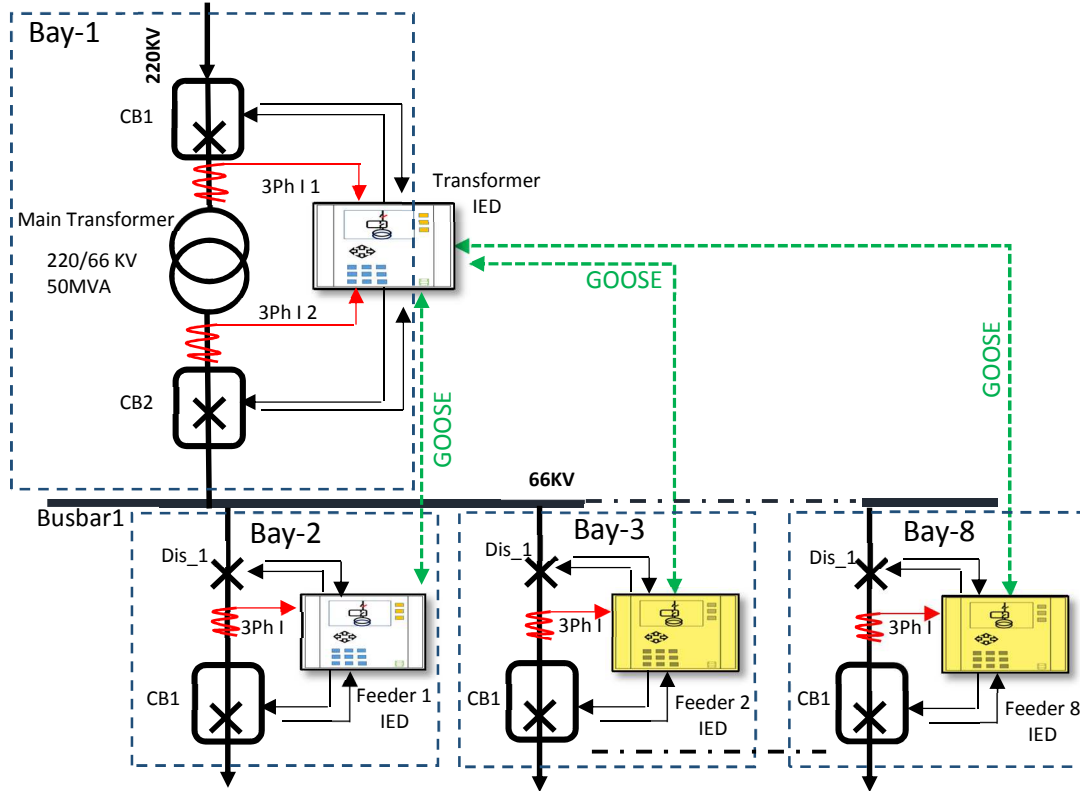 Bay-1
220KV
CB1
3Ph I 1
Transformer
IED
Main Transformer
220/66 KV
50MVA
GOOSE
GOOSE
3Ph I 2
CB2
GOOSE
66KV
Busbar1
Bay-2
Bay-3
Bay-8
Dis_1
Dis_1
Dis_1
3Ph I
3Ph I
3Ph I
CB1
Feeder 1
IED
CB1
Feeder 2
IED
CB1
Feeder 8
IED